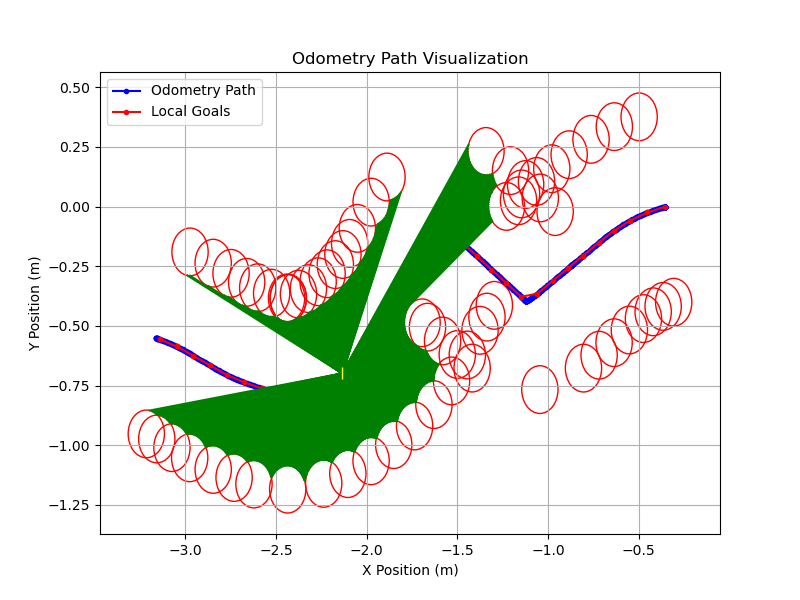 Odometry Path Visualization
Odometry Path
Local Goals
0.50
0.25
0.00
−0.25
−0.50
−0.75
−1.00
−1.25
Y Position (m)
−3.0 −2.5 −2.0 −1.5 −1.0 −0.5
X Position (m)